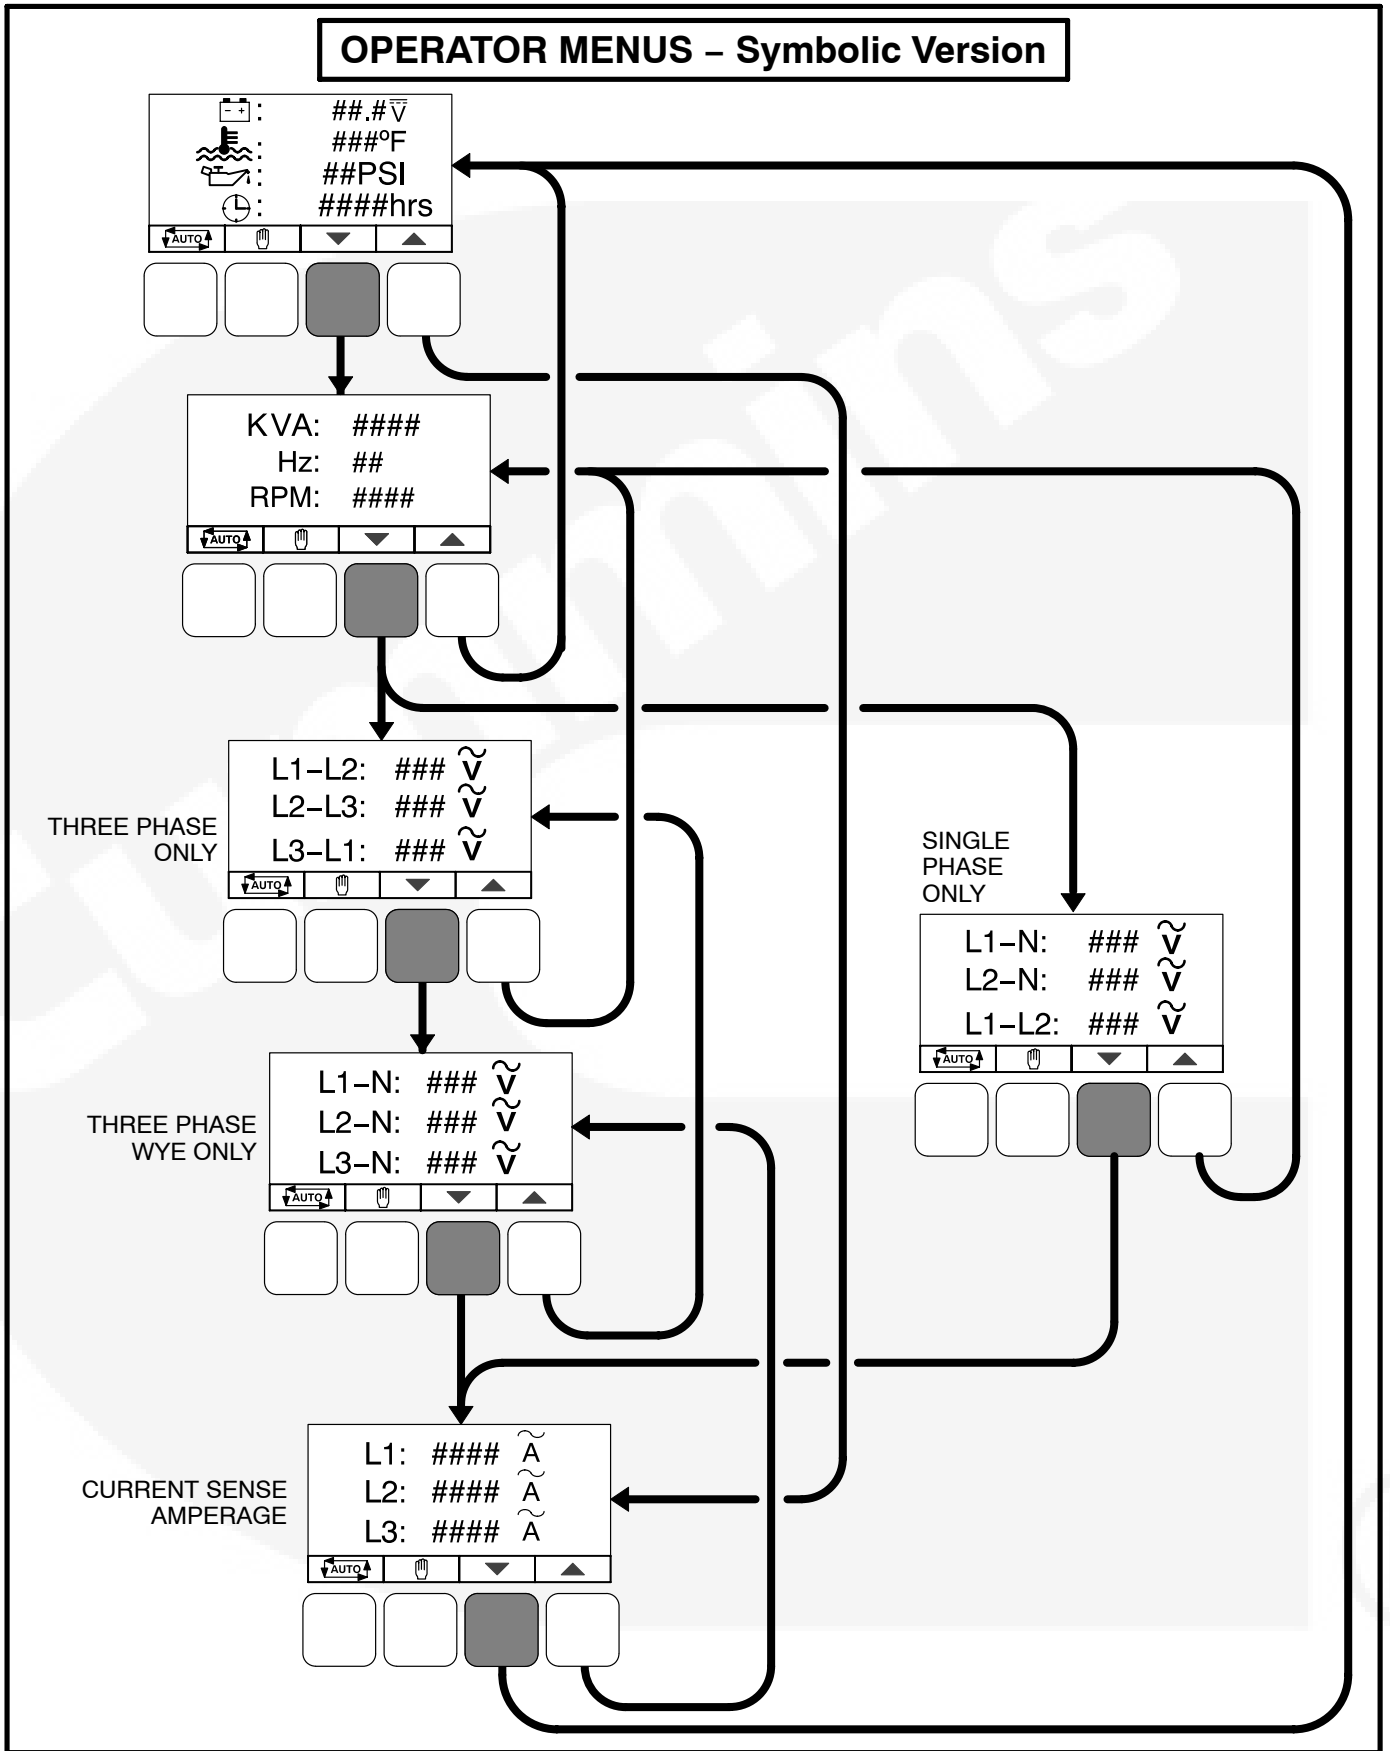 OPERATOR MENUS – Symbolic Version
- + : ##.# V
: ###ºF
: ##PSI
: ####hrs
AUTO
KVA: ####
Hz: ##
RPM: ####
AUTO
L1–L2: ### V
L2–L3: ### V
L3–L1: ### V
AUTO
THREE PHASE
ONLY
SINGLE
PHASE
ONLY
L1–N: ### V
L2–N: ### V
L1–L2: ### V
AUTO
L1–N: ### V
L2–N: ### V
L3–N: ### V
AUTO
THREE PHASE
WYE ONLY
L1: #### A
L2: #### A
L3: #### A
AUTO
CURRENT SENSE
AMPERAGE
Cummins